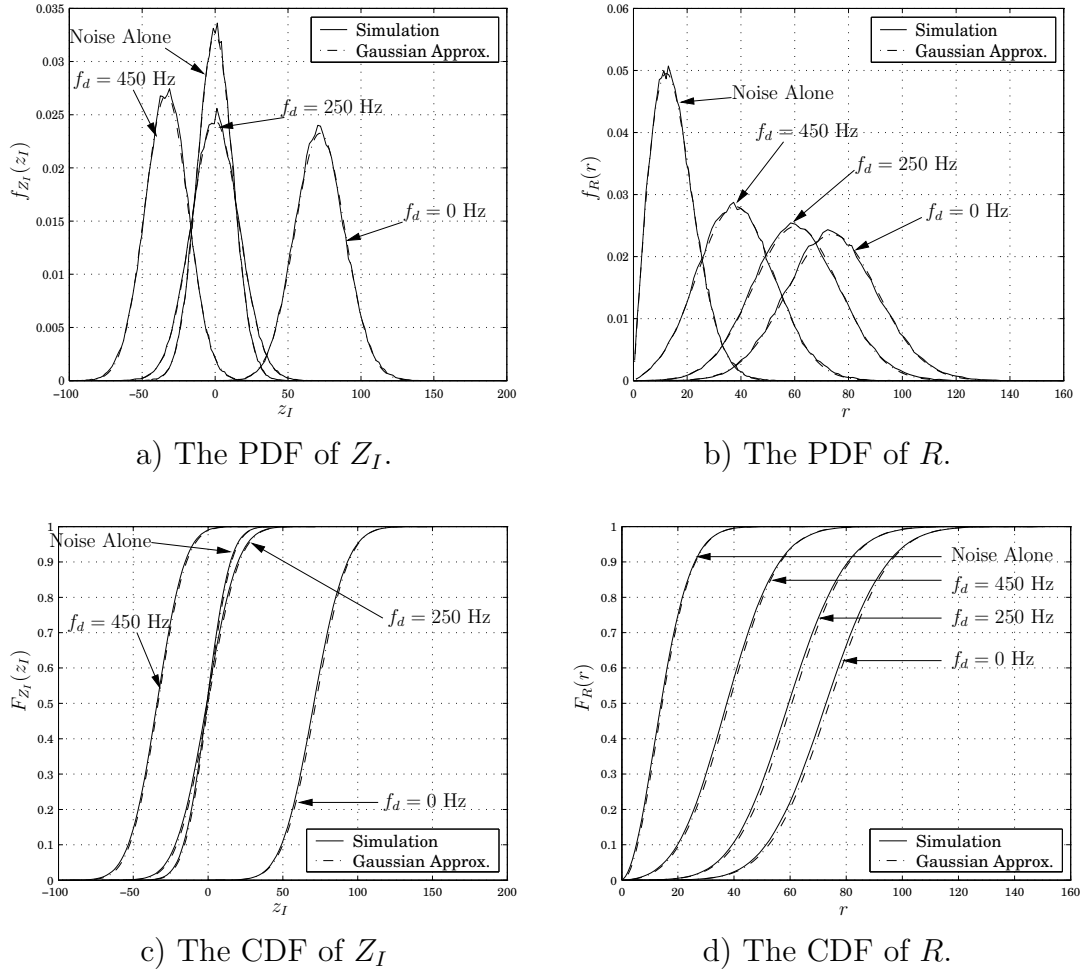 0.035
0.03
0.025
0.02
0.015
0.01
0.005
0
−100 −50 0 50 100 150 200
f_{Z_I}(z_I)
z_I
Noise Alone
f_d = 450 Hz
f_d = 250 Hz
f_d = 0 Hz
Simulation
Gaussian Approx.
a) The PDF of Z_I.
0.06
0.05
0.04
0.03
0.02
0.01
0
0 20 40 60 80 100 120 140 160
f_R(r)
r
Simulation
Gaussian Approx.
Noise Alone
f_d = 450 Hz
f_d = 250 Hz
f_d = 0 Hz
b) The PDF of R.
1
0.9
0.8
0.7
0.6
0.5
0.4
0.3
0.2
0.1
0
−100 −50 0 50 100 150 200
F_{Z_I}(z_I)
z_I
Noise Alone
f_d = 250 Hz
f_d = 450 Hz
f_d = 0 Hz
Simulation
Gaussian Approx.
c) The CDF of Z_I
1
0.9
0.8
0.7
0.6
0.5
0.4
0.3
0.2
0.1
0
0 20 40 60 80 100 120 140 160
F_R(r)
r
Noise Alone
f_d = 450 Hz
f_d = 250 Hz
f_d = 0 Hz
Simulation
Gaussian Approx.
d) The CDF of R.